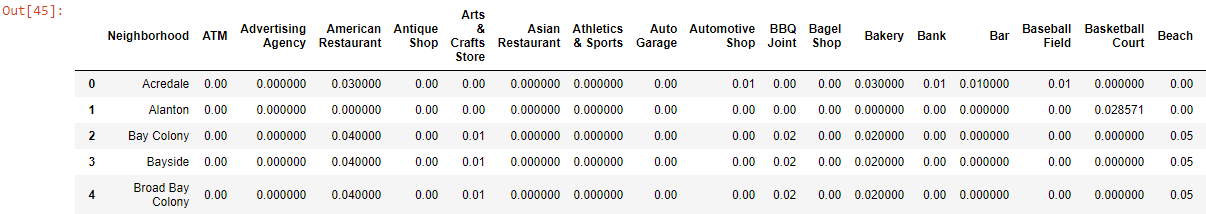 Out[45]:
Neighborhood ATM Advertising Agency American Restaurant Antique Shop Arts & Crafts Store Asian Restaurant Athletics & Sports Auto Garage Automotive Shop BBQ Joint Bagel Shop Bakery Bank Bar Baseball Field Basketball Court Beach
0 Acredale 0.00 0.000000 0.030000 0.00 0.00 0.000000 0.000000 0.00 0.01 0.00 0.00 0.030000 0.01 0.010000 0.01 0.000000 0.00
1 Alanton 0.00 0.000000 0.000000 0.00 0.00 0.000000 0.000000 0.00 0.00 0.00 0.00 0.000000 0.00 0.000000 0.00 0.028571 0.00
2 Bay Colony 0.00 0.000000 0.040000 0.00 0.01 0.000000 0.000000 0.00 0.00 0.02 0.00 0.020000 0.00 0.000000 0.00 0.000000 0.05
3 Bayside 0.00 0.000000 0.040000 0.00 0.01 0.000000 0.000000 0.00 0.00 0.02 0.00 0.020000 0.00 0.000000 0.00 0.000000 0.05
4 Broad Bay Colony 0.00 0.000000 0.040000 0.00 0.01 0.000000 0.000000 0.00 0.00 0.02 0.00 0.020000 0.00 0.000000 0.00 0.000000 0.05